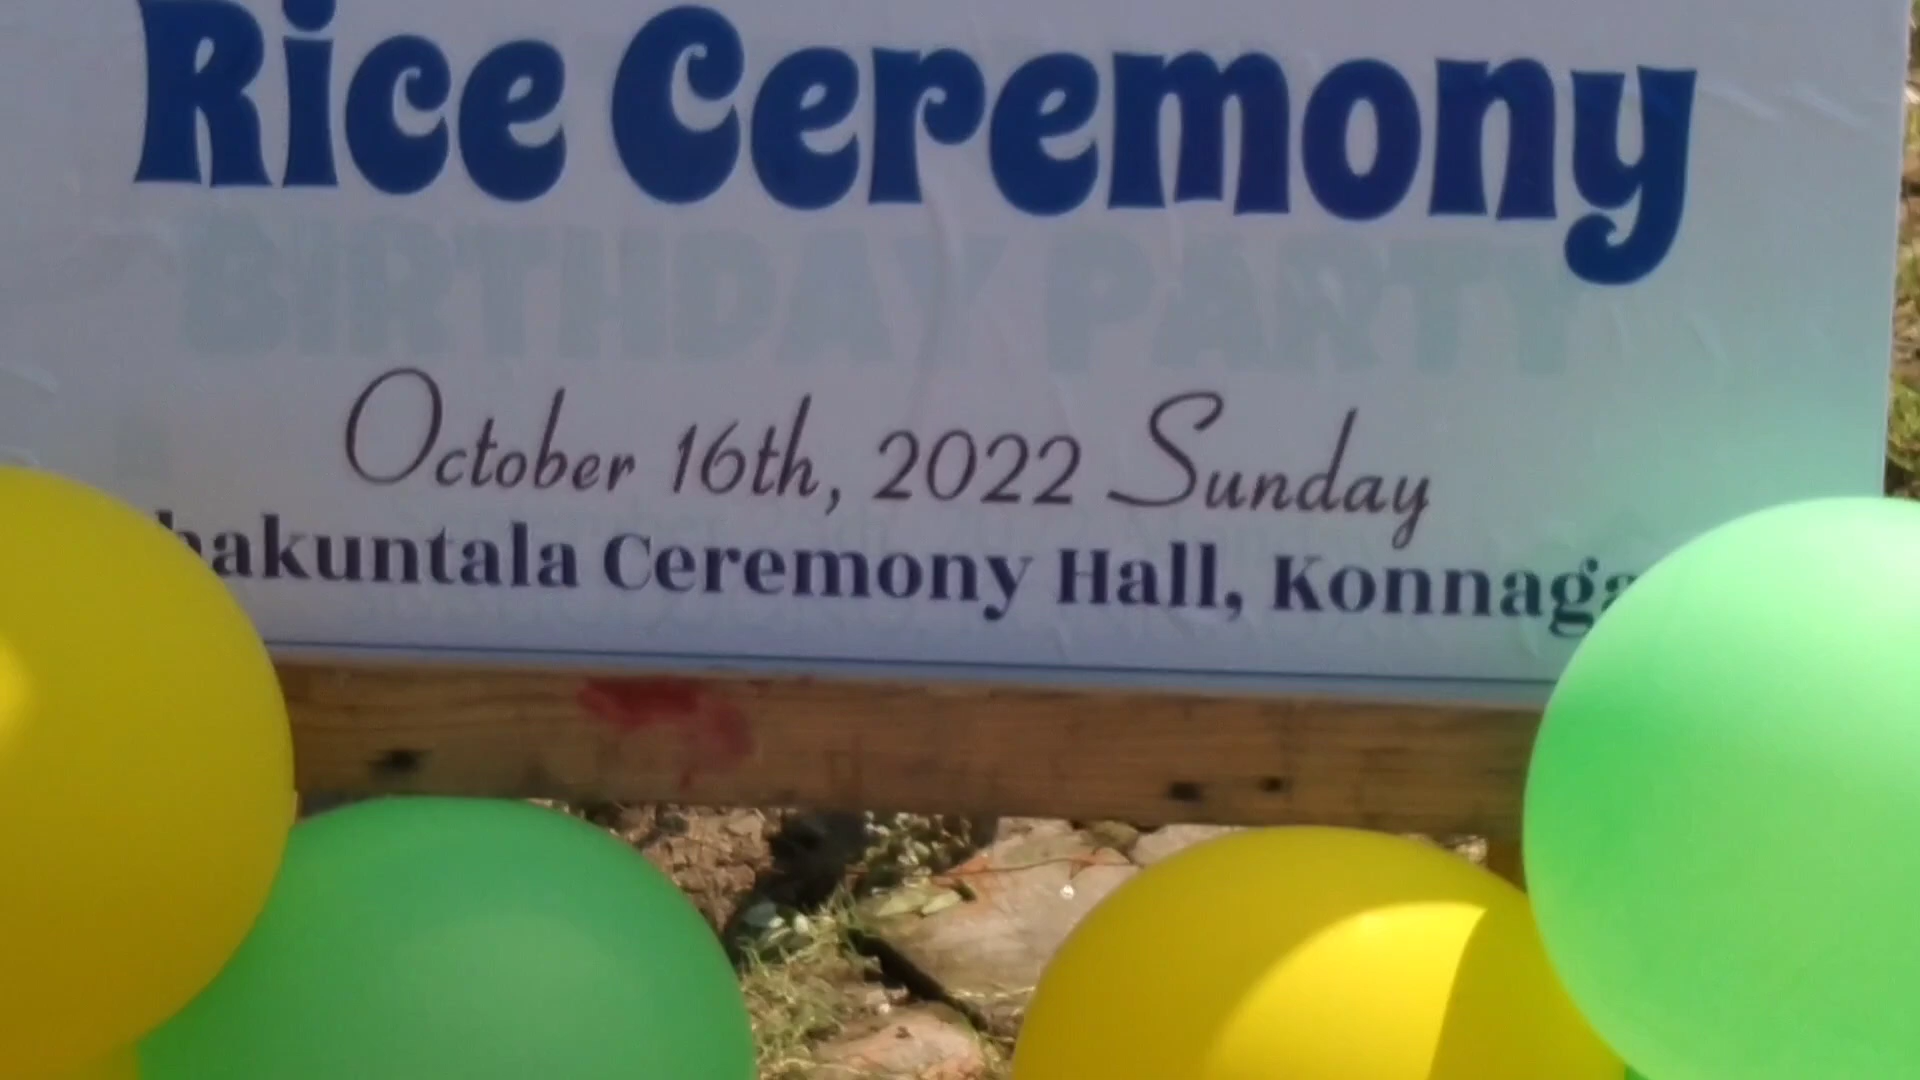 Rice Ceremony
BIRTHDAY PARTY
October 16th, 2022 Sunday
hakuntala Ceremony Hall, Konnaga